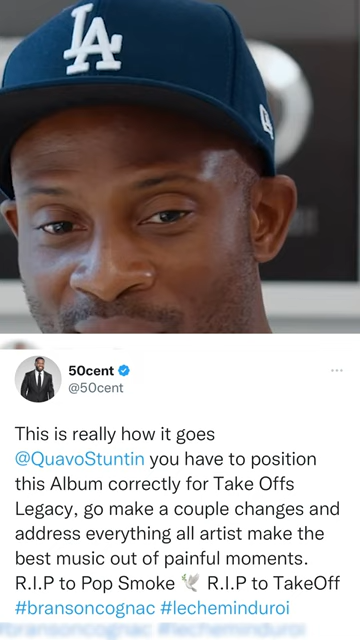 LA
50cent
@50cent
This is really how it goes
@QuavoStuntin you have to position
this Album correctly for Take Offs
Legacy, go make a couple changes and
address everything all artist make the
best music out of painful moments.
R.I.P to Pop Smoke 🕊 R.I.P to TakeOff
#bransoncognac #lecheminduroi
#bransoncognac #lecheminduroi